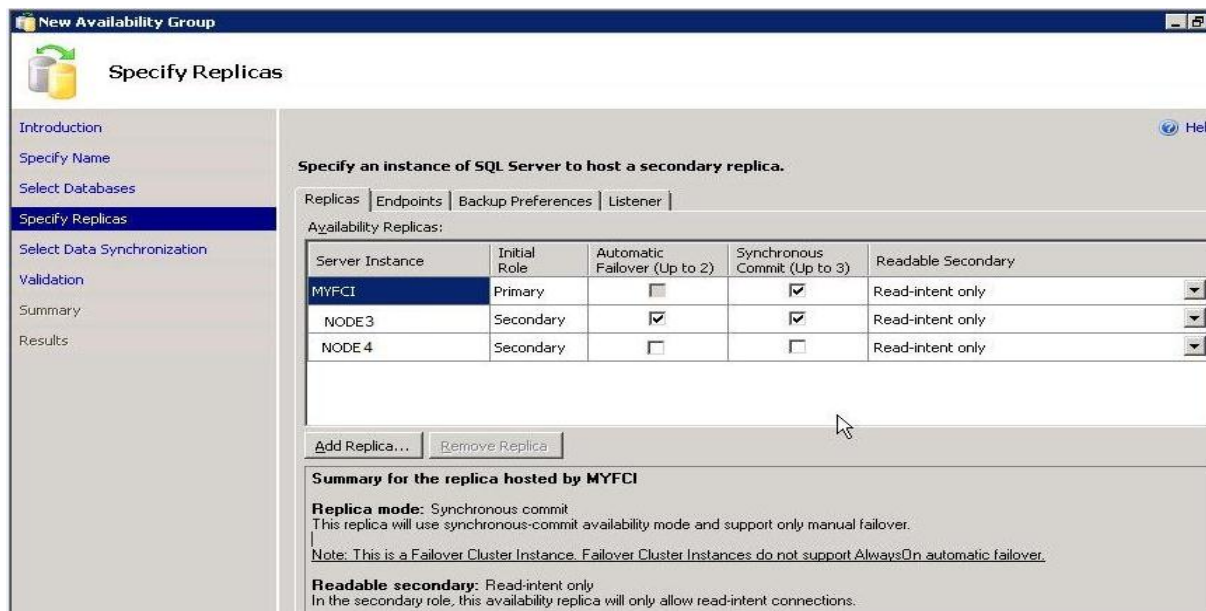 New Availability Group
Specify Replicas
Introduction
Specify Name
Select Databases
Specify Replicas
Select Data Synchronization
Validation
Summary
Results
Hel
Specify an instance of SQL Server to host a secondary replica.
Replicas Endpoints Backup Preferences Listener
Availability Replicas:
Server Instance Initial Role Automatic Failover (Up to 2) Synchronous Commit (Up to 3) Readable Secondary
MYFCI Primary Read-intent only
NODE3 Secondary Read-intent only
NODE4 Secondary Read-intent only
Add Replica... Remove Replica
Summary for the replica hosted by MYFCI
Replica mode: Synchronous commit
This replica will use synchronous-commit availability mode and support only manual failover.
Note: This is a Failover Cluster Instance. Failover Cluster Instances do not support AlwaysOn automatic failover.
Readable secondary: Read-intent only
In the secondary role, this availability replica will only allow read-intent connections.